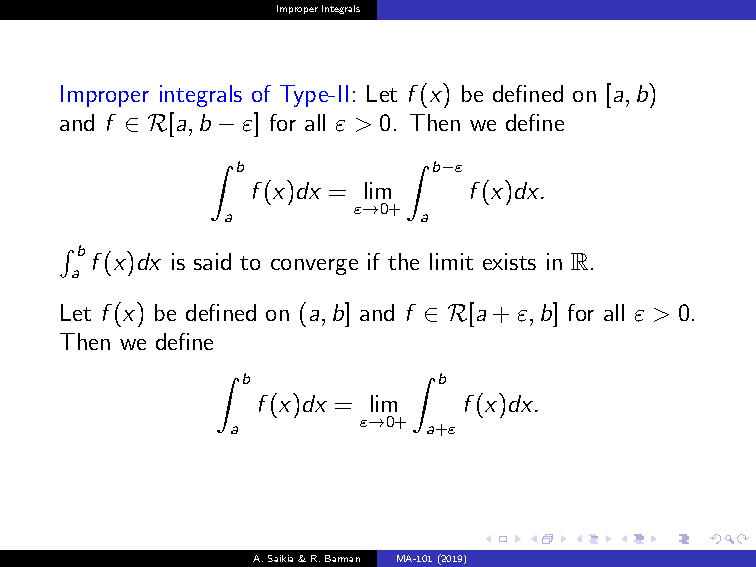 Improper Integrals
Improper integrals of Type-II: Let f(x) be defined on [a, b)
and f ∈ ℛ[a, b − ε] for all ε > 0. Then we define
∫_a^b f(x)dx = lim_{ε→0+} ∫_a^{b−ε} f(x)dx.
∫_a^b f(x)dx is said to converge if the limit exists in ℝ.
Let f(x) be defined on (a, b] and f ∈ ℛ[a + ε, b] for all ε > 0.
Then we define
∫_a^b f(x)dx = lim_{ε→0+} ∫_{a+ε}^b f(x)dx.
A. Saikia & R. Barman MA-101 (2019)